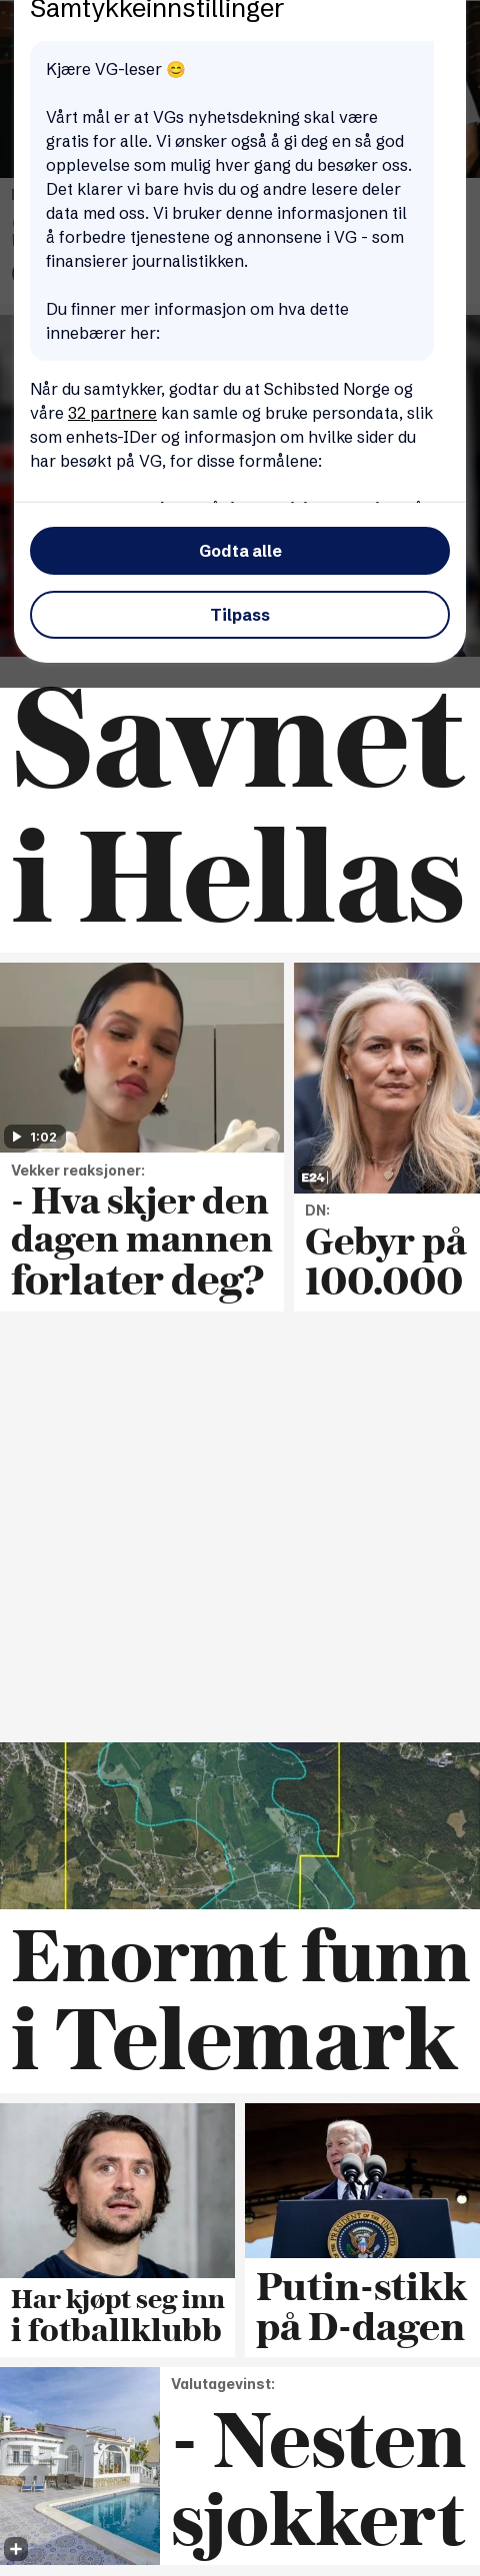 Samtykkeinnstillinger
Kjære VG-leser 😊
Vårt mål er at VGs nyhetsdekning skal være
gratis for alle. Vi ønsker også å gi deg en så god
opplevelse som mulig hver gang du besøker oss.
Det klarer vi bare hvis du og andre lesere deler
data med oss. Vi bruker denne informasjonen til
å forbedre tjenestene og annonsene i VG - som
finansierer journalistikken.
Du finner mer informasjon om hva dette
innebærer her:
Når du samtykker, godtar du at Schibsted Norge og
våre 32 partnere kan samle og bruke persondata, slik
som enhets-IDer og informasjon om hvilke sider du
har besøkt på VG, for disse formålene:
Godta alle
Tilpass
Savnet
i Hellas
1:02
Vekker reaksjoner:
- Hva skjer den
dagen mannen
forlater deg?
E24
DN:
Gebyr på
100.000
Enormt funn
i Telemark
Har kjøpt seg inn
i fotballklubb
Putin-stikk
på D-dagen
Valutagevinst:
- Nesten
sjokkert